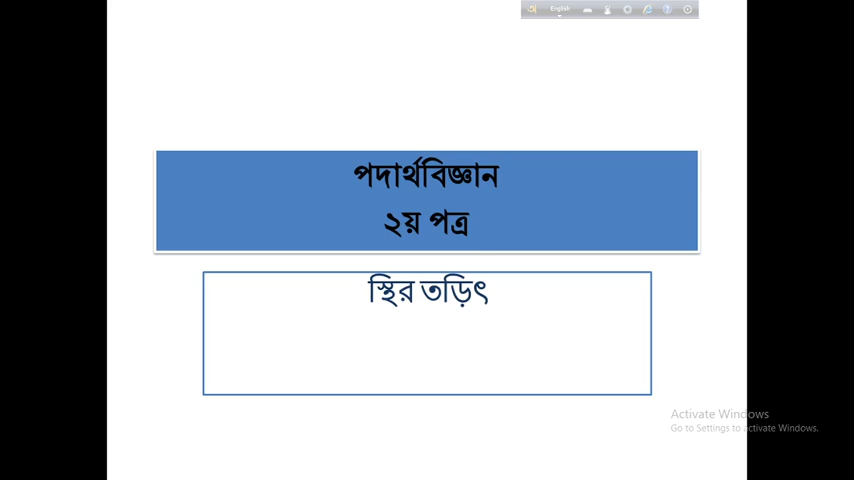 অ English
পদার্থবিজ্ঞান
২য় পত্র
স্থির তড়িৎ
Activate Windows
Go to Settings to activate Windows.